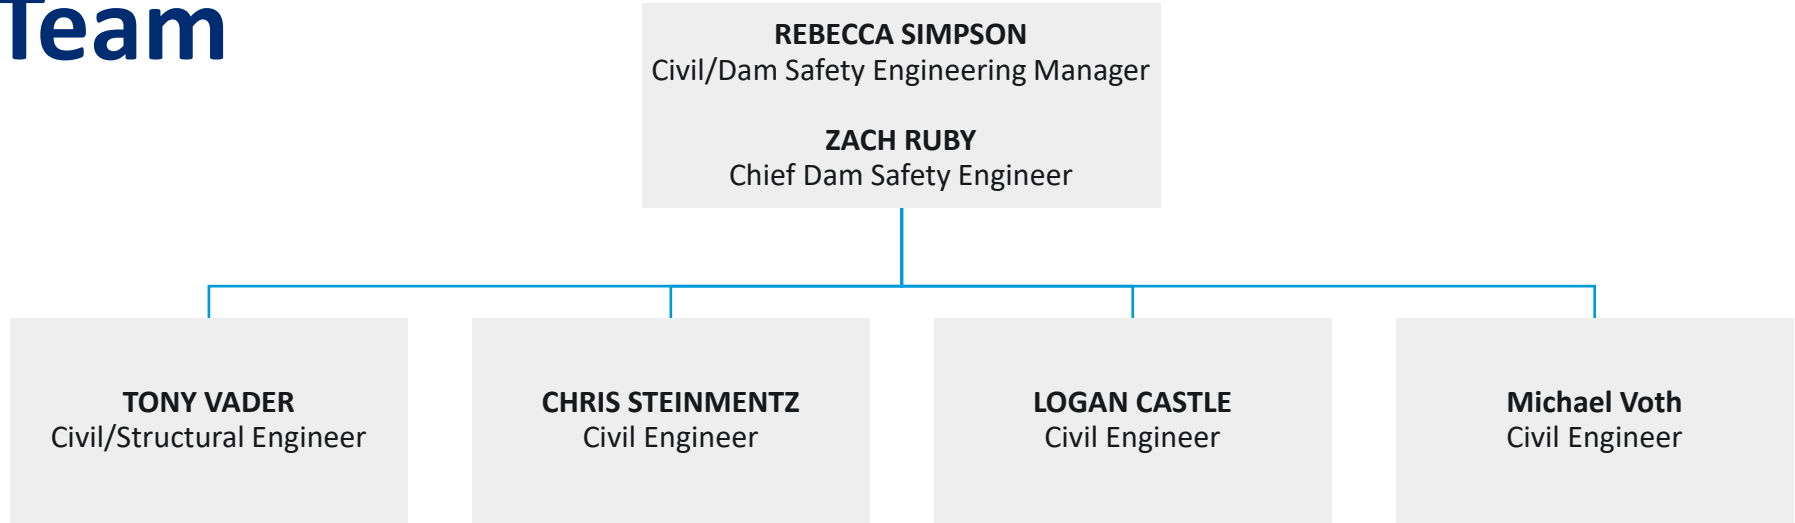 Team
REBECCA SIMPSON
Civil/Dam Safety Engineering Manager
ZACH RUBY
Chief Dam Safety Engineer
TONY VADER
Civil/Structural Engineer
CHRIS STEINMENTZ
Civil Engineer
LOGAN CASTLE
Civil Engineer
Michael Voth
Civil Engineer